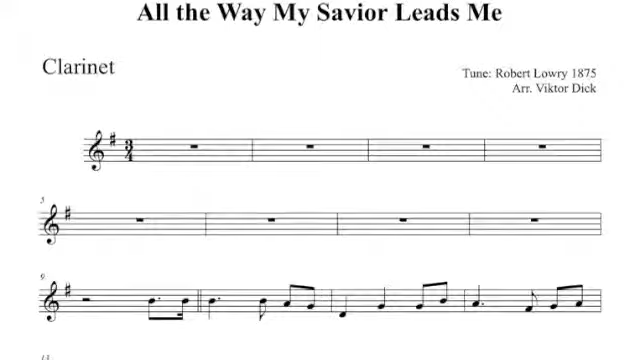 All the Way My Savior Leads Me
Clarinet
Tune: Robert Lowry 1875
Arr. Viktor Dick
3
4
5
9